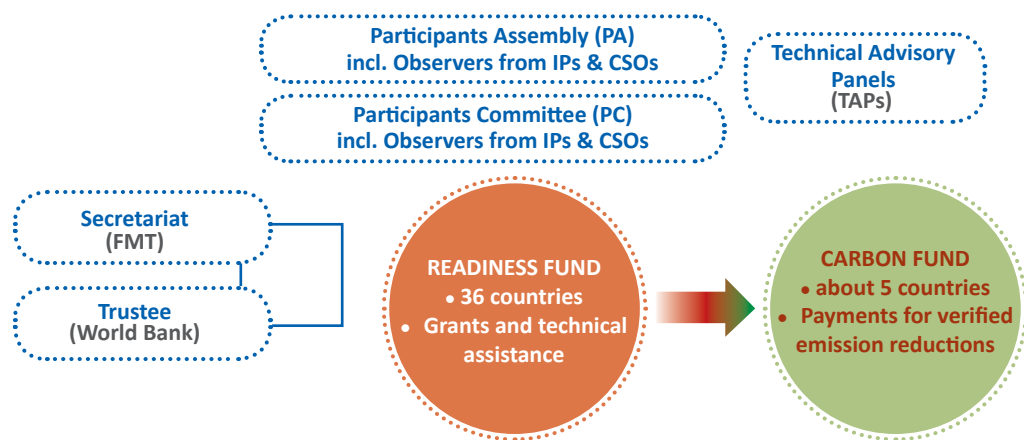 Participants Assembly (PA)
incl. Observers from IPs & CSOs
Participants Committee (PC)
incl. Observers from IPs & CSOs
Technical Advisory
Panels
(TAPs)
Secretariat
(FMT)
Trustee
(World Bank)
READINESS FUND
• 36 countries
• Grants and technical
assistance
CARBON FUND
• about 5 countries
• Payments for verified
emission reductions